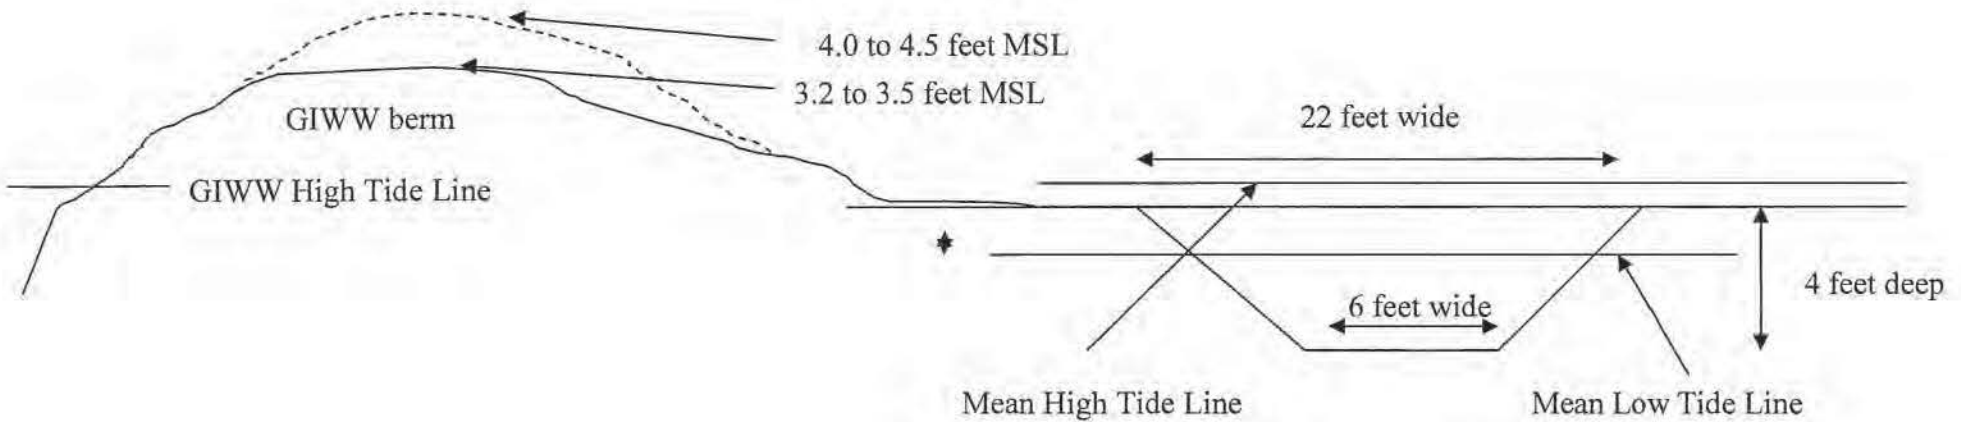 4.0 to 4.5 feet MSL
3.2 to 3.5 feet MSL
GIWW berm
22 feet wide
GIWW High Tide Line
4 feet deep
6 feet wide
Mean High Tide Line
Mean Low Tide Line